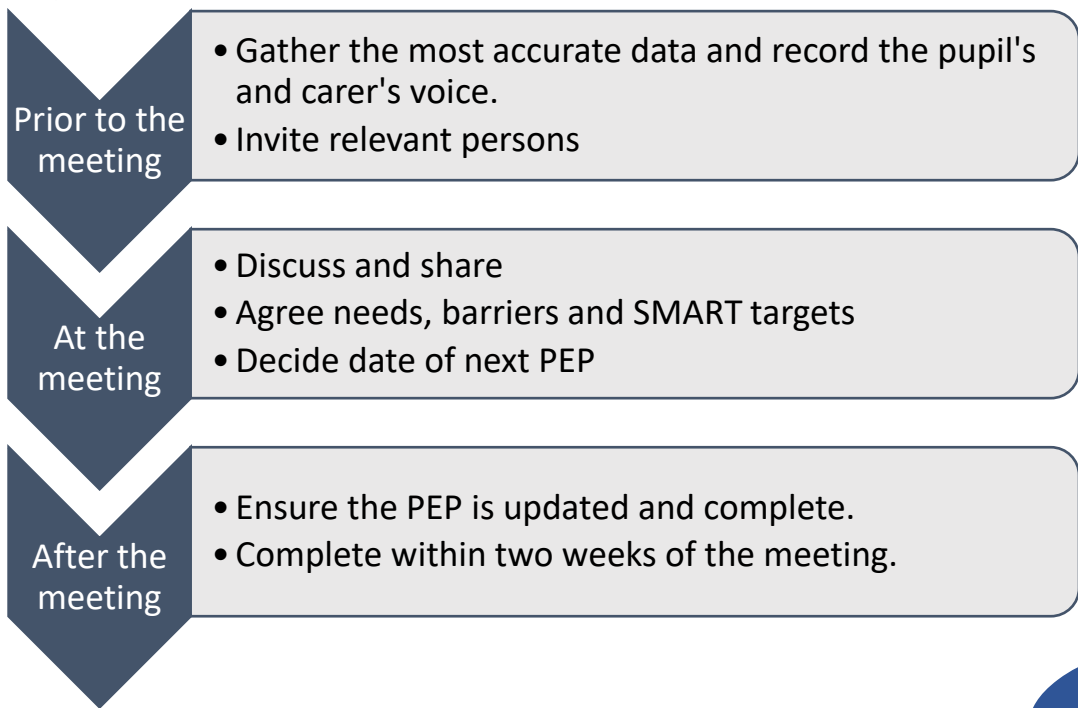 Prior to the
meeting
• Gather the most accurate data and record the pupil's
and carer's voice.
• Invite relevant persons
At the
meeting
• Discuss and share
• Agree needs, barriers and SMART targets
• Decide date of next PEP
After the
meeting
• Ensure the PEP is updated and complete.
• Complete within two weeks of the meeting.